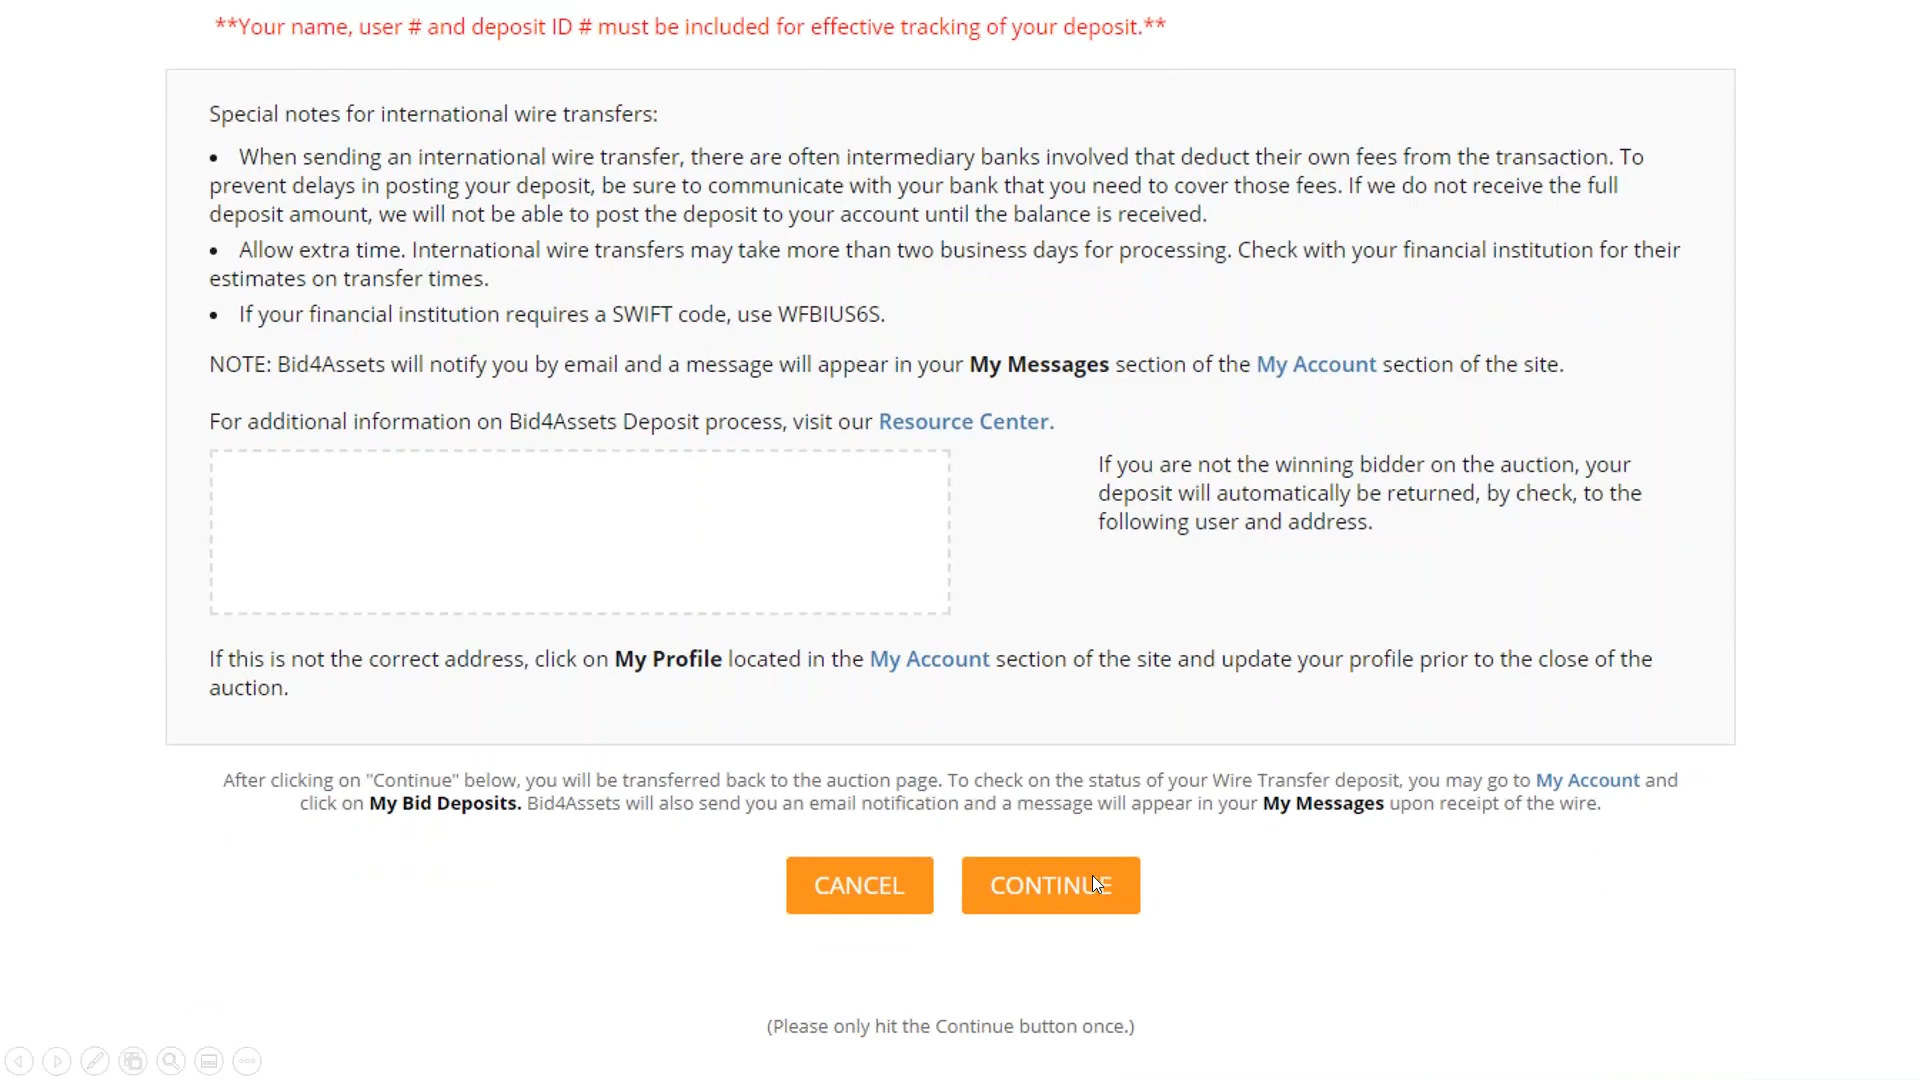 **Your name, user # and deposit ID # must be included for effective tracking of your deposit.**
Special notes for international wire transfers:
• When sending an international wire transfer, there are often intermediary banks involved that deduct their own fees from the transaction. To
prevent delays in posting your deposit, be sure to communicate with your bank that you need to cover those fees. If we do not receive the full
deposit amount, we will not be able to post the deposit to your account until the balance is received.
• Allow extra time. International wire transfers may take more than two business days for processing. Check with your financial institution for their
estimates on transfer times.
• If your financial institution requires a SWIFT code, use WFBIUS6S.
NOTE: Bid4Assets will notify you by email and a message will appear in your My Messages section of the My Account section of the site.
For additional information on Bid4Assets Deposit process, visit our Resource Center.
If you are not the winning bidder on the auction, your
deposit will automatically be returned, by check, to the
following user and address.
If this is not the correct address, click on My Profile located in the My Account section of the site and update your profile prior to the close of the
auction.
After clicking on "Continue" below, you will be transferred back to the auction page. To check on the status of your Wire Transfer deposit, you may go to My Account and
click on My Bid Deposits. Bid4Assets will also send you an email notification and a message will appear in your My Messages upon receipt of the wire.
CANCEL
CONTINUE
(Please only hit the Continue button once.)